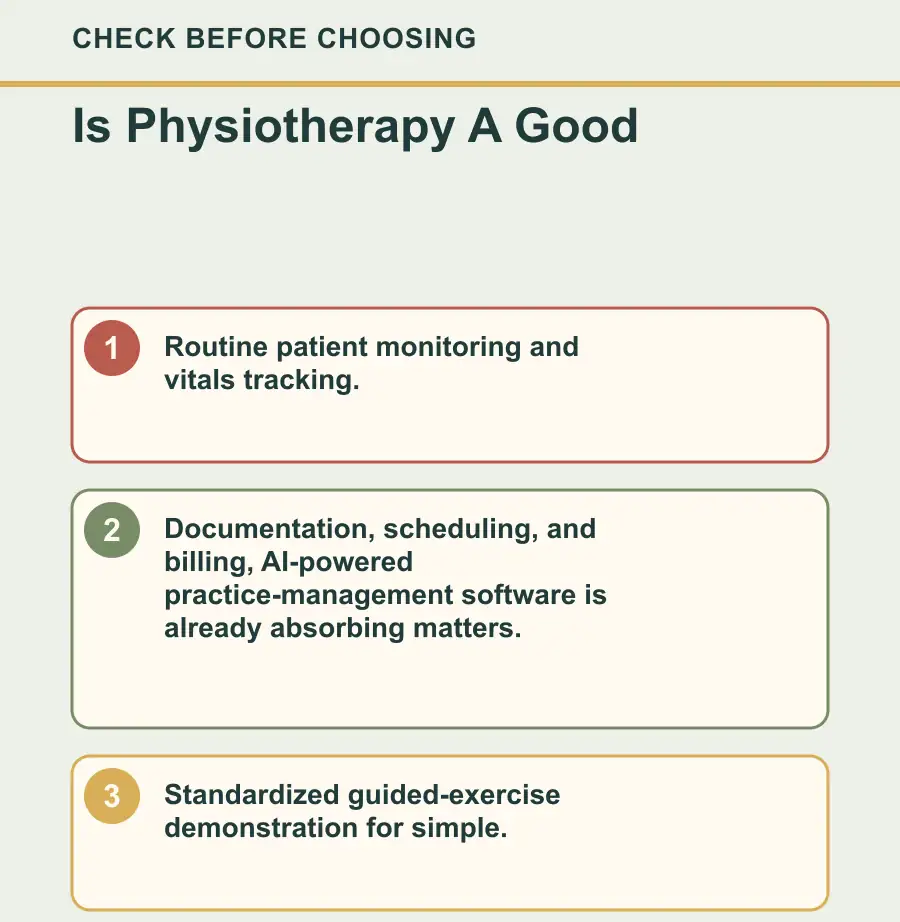 CHECK BEFORE CHOOSING
Is Physiotherapy A Good
1
Routine patient monitoring and
vitals tracking.
2
Documentation, scheduling, and
billing, AI-powered
practice-management software is
already absorbing matters.
3
Standardized guided-exercise
demonstration for simple.